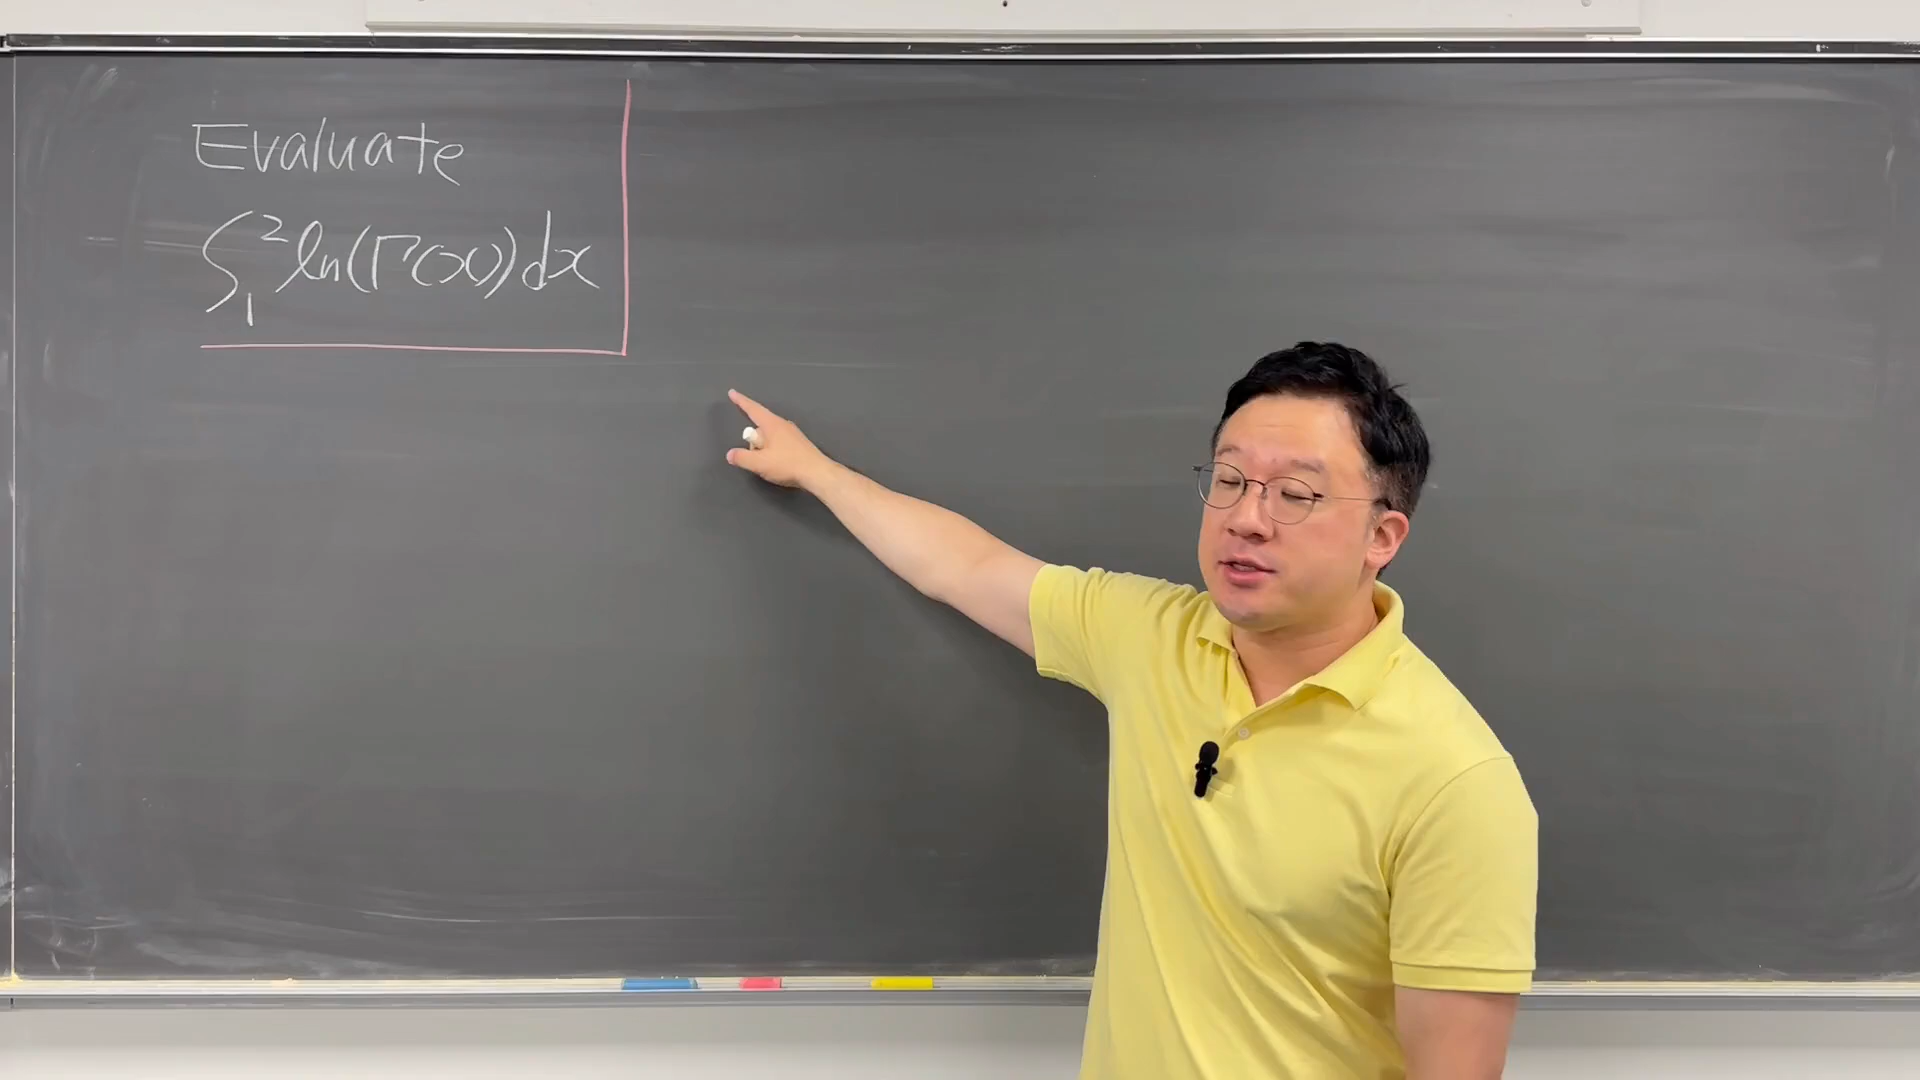 Evaluate
∫₁² ln(Γ(x))dx